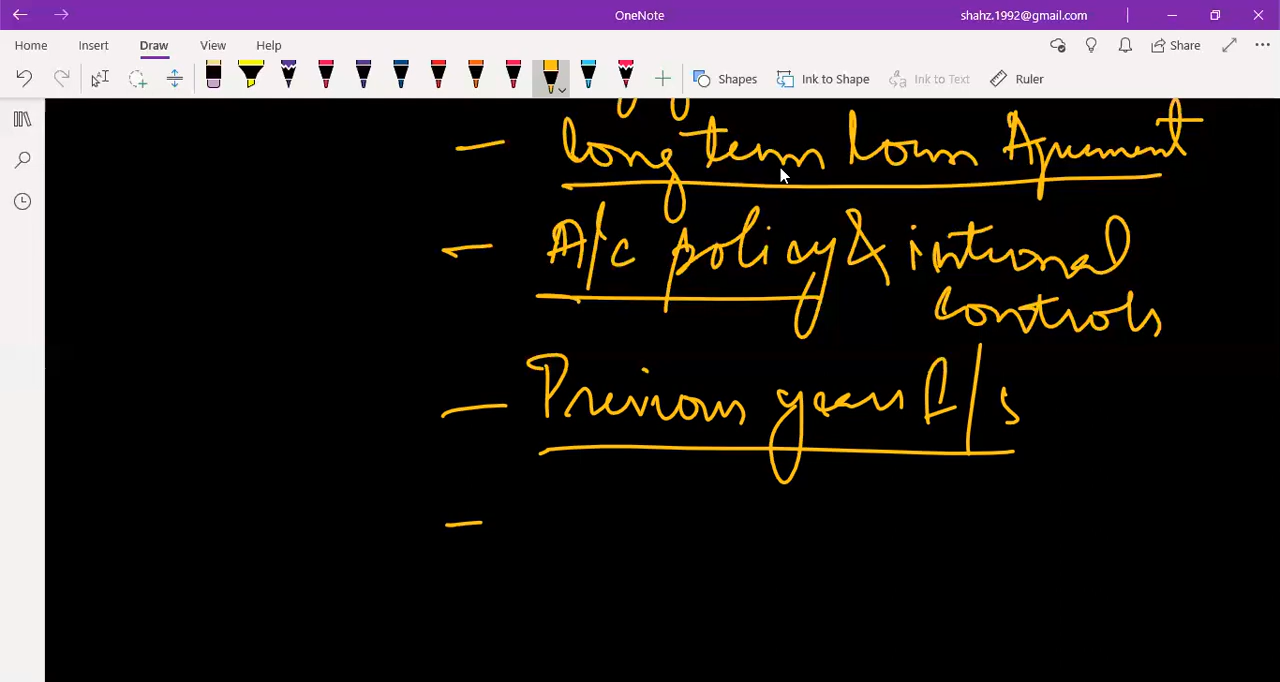 OneNote
shahz.1992@gmail.com
Home Insert Draw View Help
Share
Shapes Ink to Shape Ink to Text Ruler
- long term loan Agreement
- A/c policy & internal
controls
- Previous years F/s
-